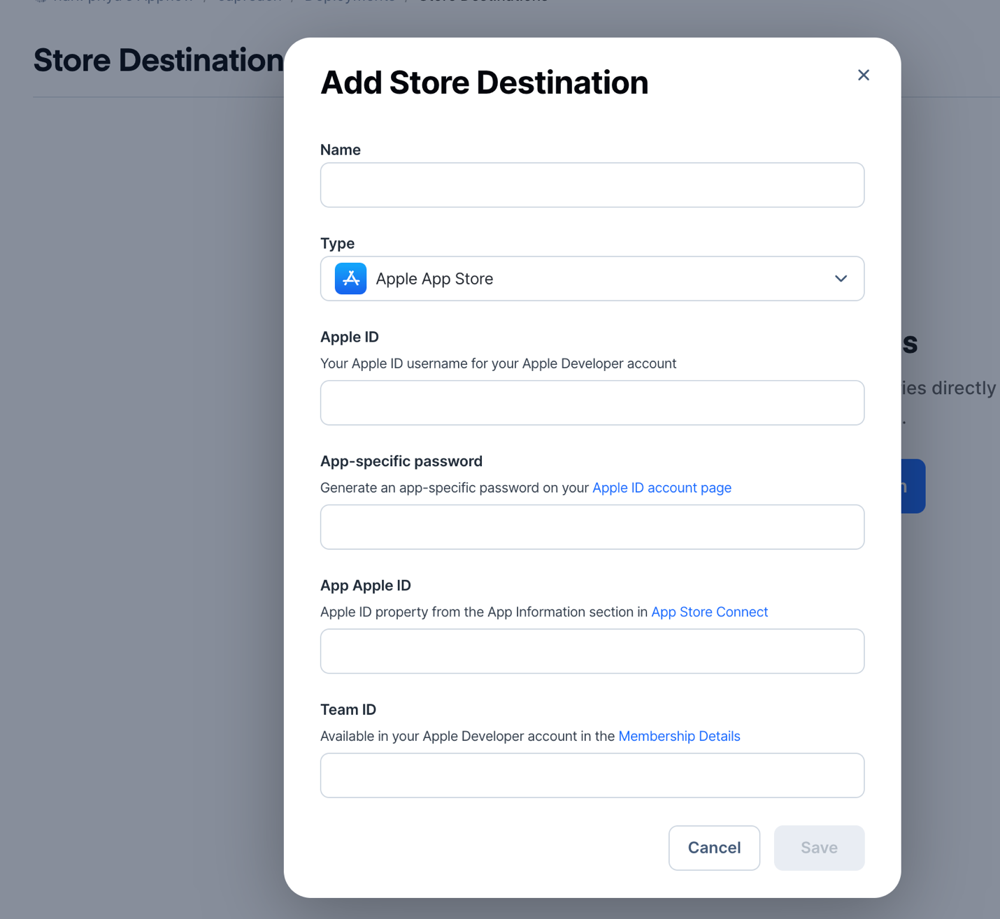 Store Destinations
Store Destination
Add Store Destination
Name
Type
Apple App Store
Apple ID
Your Apple ID username for your Apple Developer account
s
ies directly
.
App-specific password
Generate an app-specific password on your Apple ID account page
n
App Apple ID
Apple ID property from the App Information section in App Store Connect
Team ID
Available in your Apple Developer account in the Membership Details
Cancel
Save